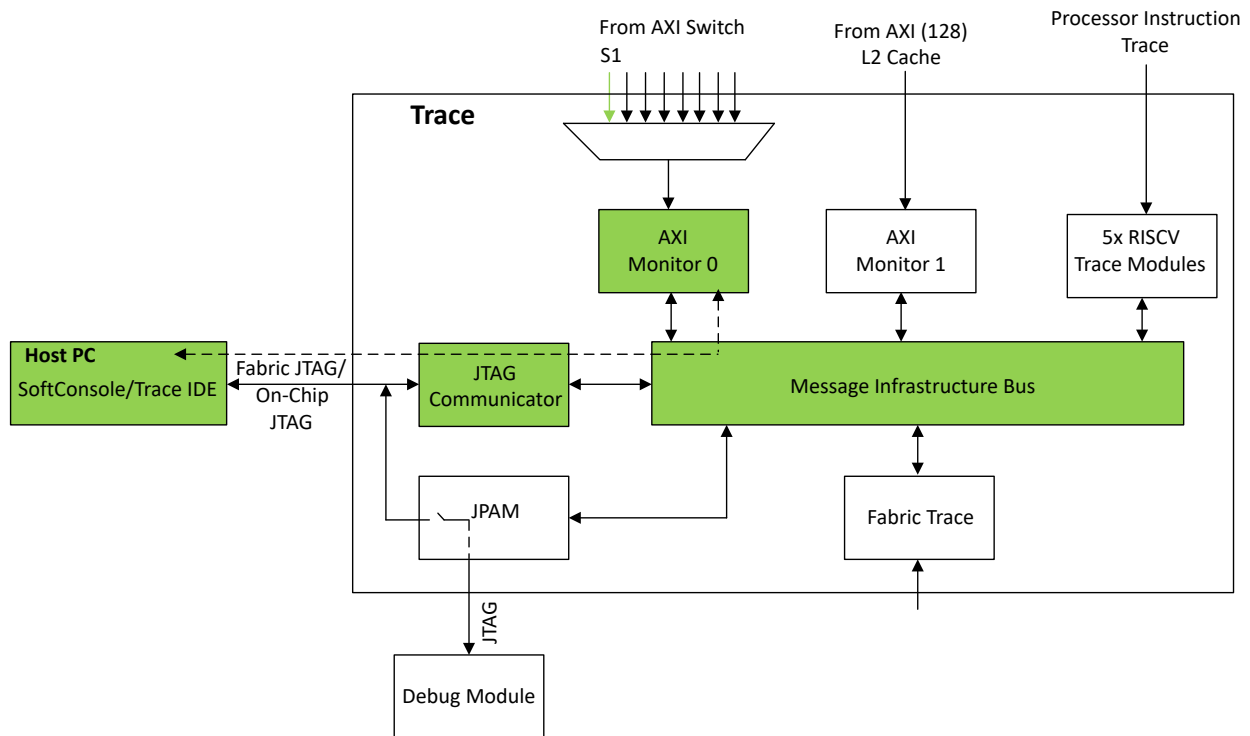 From AXI Switch
S1
From AXI (128)
L2 Cache
Processor Instruction
Trace
Trace
AXI
Monitor 0
AXI
Monitor 1
5x RISCV
Trace Modules
Host PC
SoftConsole/Trace IDE
Fabric JTAG/
On-Chip
JTAG
JTAG
Communicator
Message Infrastructure Bus
JPAM
Fabric Trace
JTAG
Debug Module